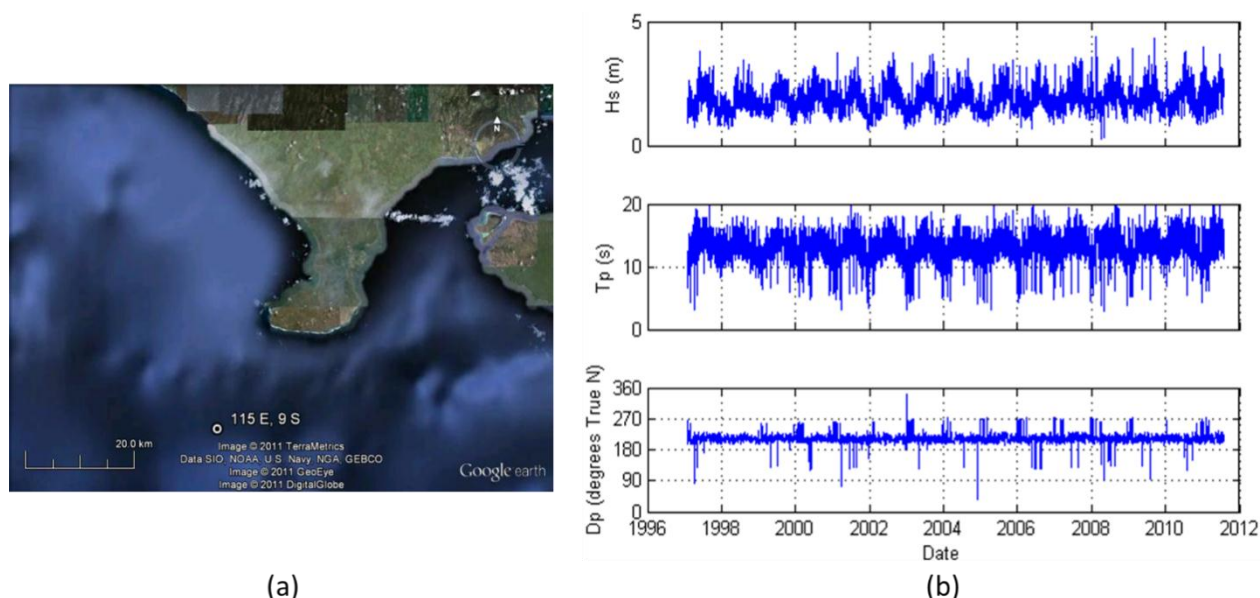 N
115 E, 9 S
20.0 km
Image © 2011 TerraMetrics
Data SIO, NOAA, U.S. Navy, NGA, GEBCO
Image © 2011 GeoEye
Image © 2011 DigitalGlobe
Google earth
(a)
5
Hs (m)
0
20
Tp (s)
10
0
360
270
Dp (degrees True N)
180
90
0
1996 1998 2000 2002 2004 2006 2008 2010 2012
Date
(b)